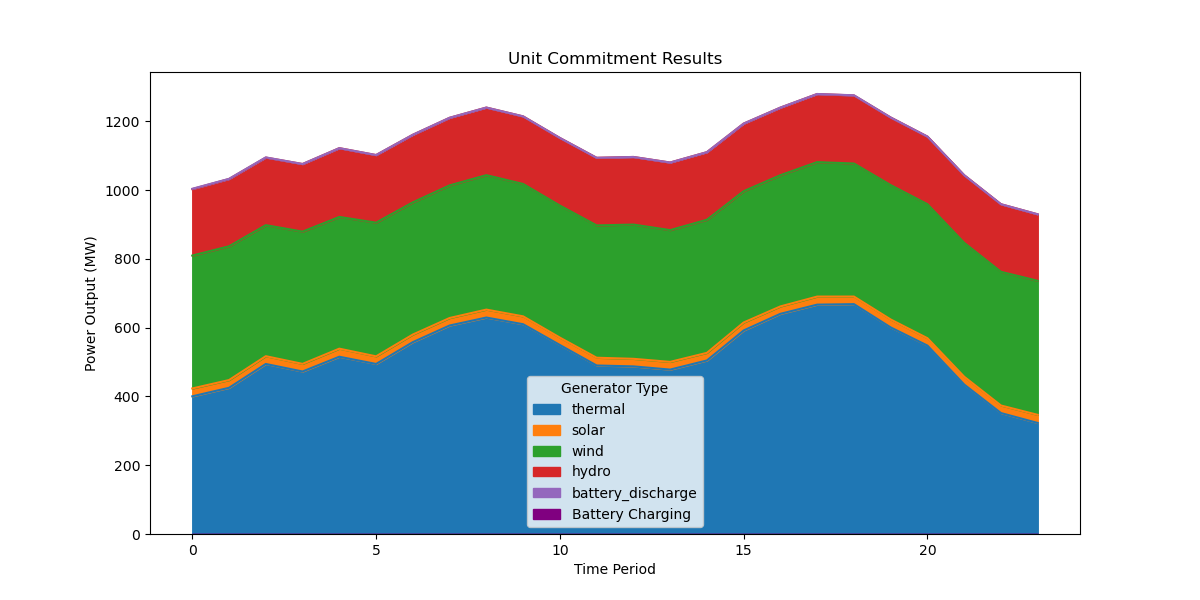 Unit Commitment Results
Power Output (MW)
1200
1000
800
600
400
200
0
Generator Type
thermal
solar
wind
hydro
battery_discharge
Battery Charging
0 5 10 15 20
Time Period